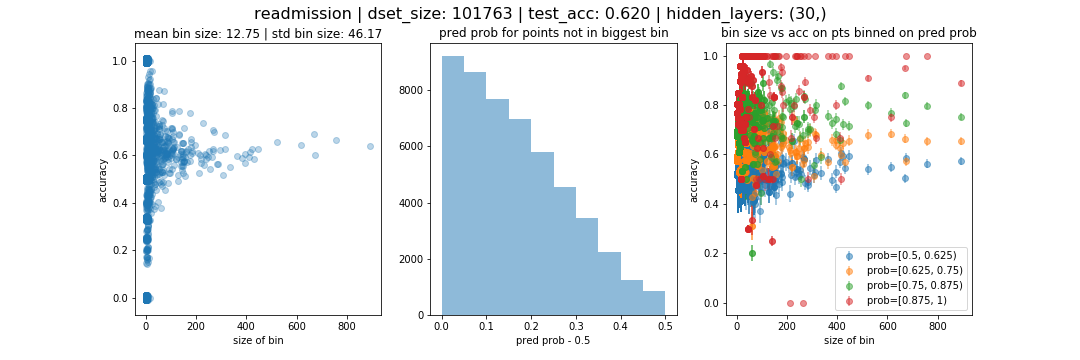 readmission | dset_size: 101763 | test_acc: 0.620 | hidden_layers: (30,)
mean bin size: 12.75 | std bin size: 46.17
1.0
0.8
0.6
0.4
0.2
0.0
accuracy
0
200
400
600
800
size of bin
pred prob for points not in biggest bin
8000
6000
4000
2000
0
0.0
0.1
0.2
0.3
0.4
0.5
pred prob - 0.5
bin size vs acc on pts binned on pred prob
1.0
0.8
0.6
0.4
0.2
0.0
accuracy
prob=[0.5, 0.625)
prob=[0.625, 0.75)
prob=[0.75, 0.875)
prob=[0.875, 1)
0
200
400
600
800
size of bin